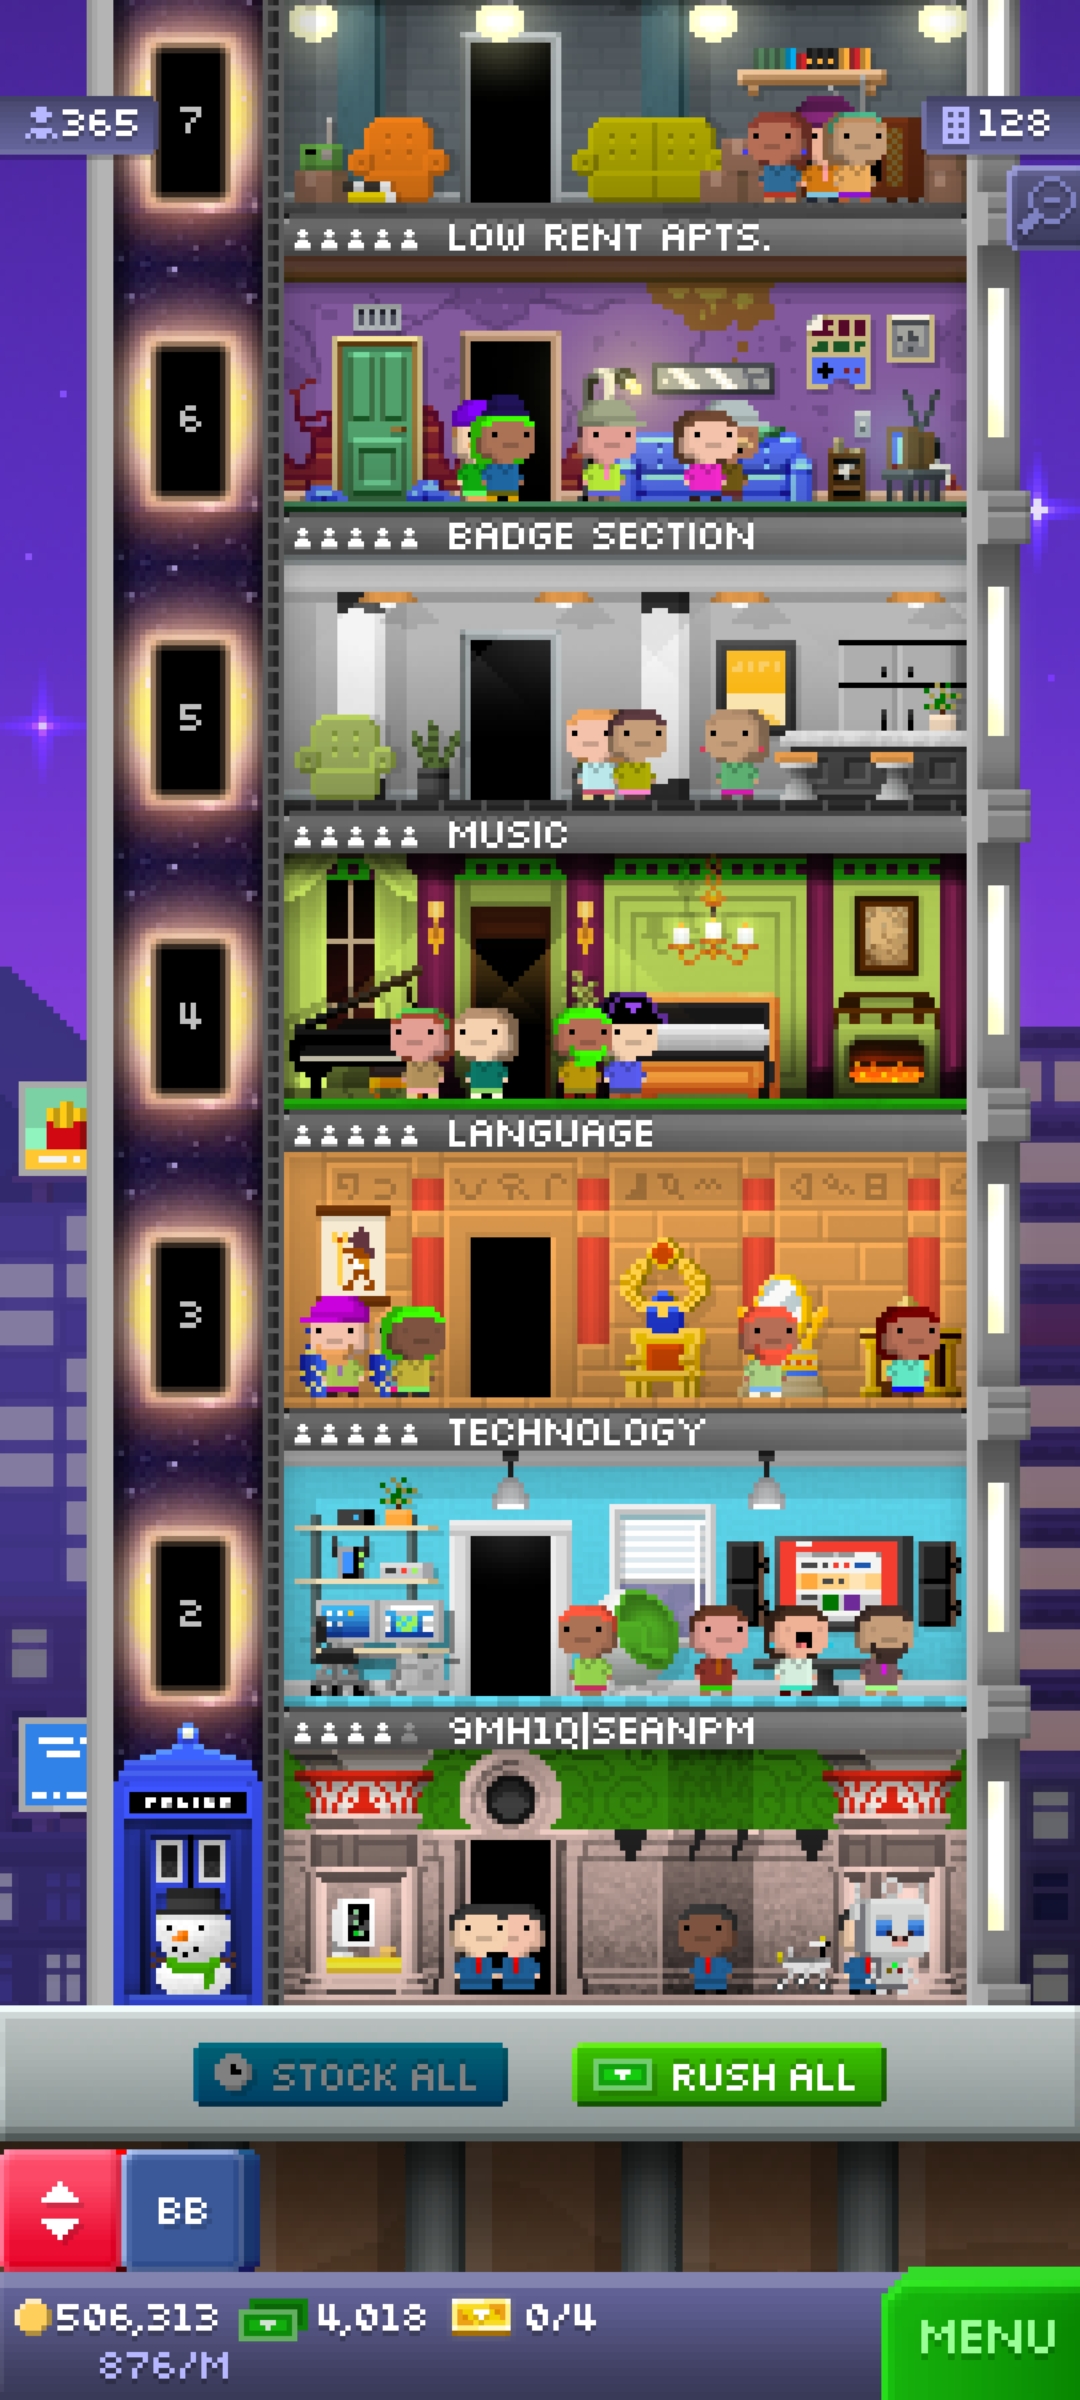 7
365
128
LOW RENT APTS.
6
BADGE SECTION
5
MUSIC
4
LANGUAGE
3
TECHNOLOGY
2
9MH1Q|SEANPM
POLICE
STOCK ALL
RUSH ALL
BB
506,313 4,018 0/4
876/M
MENU